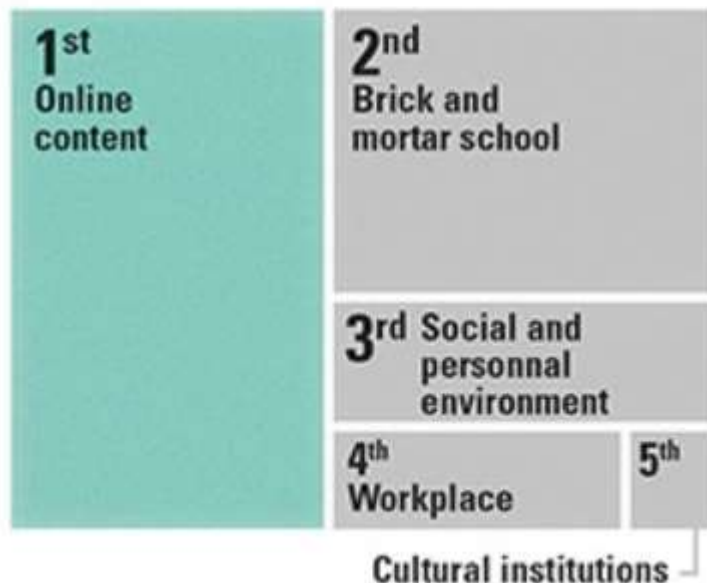 1st
Online
content
2nd
Brick and
mortar school
3rd Social and
personnal
environment
4th
Workplace
5th
Cultural institutions